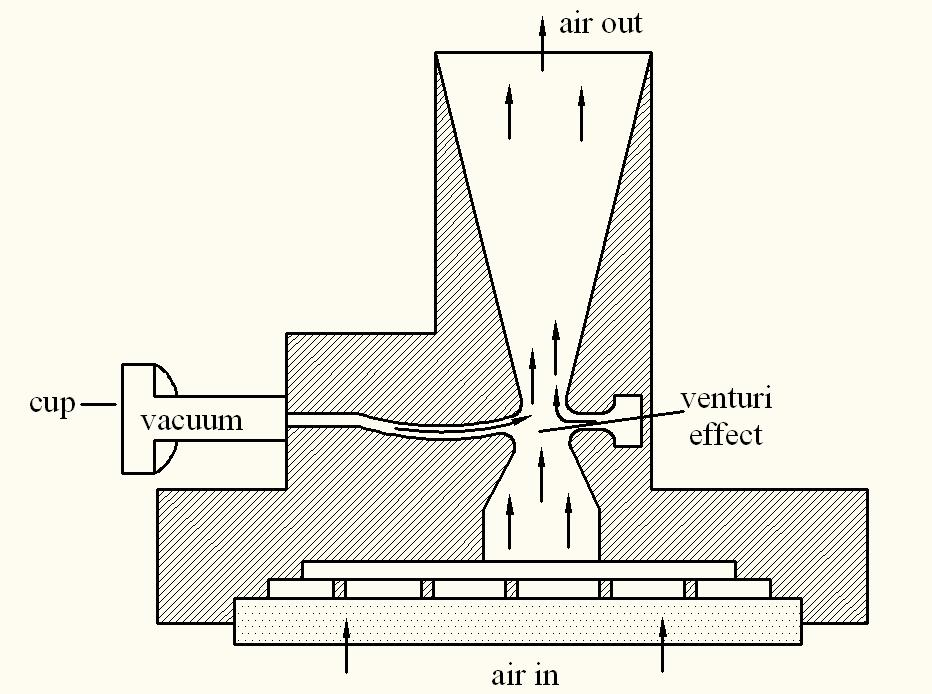 air out
cup
vacuum
venturi
effect
air in